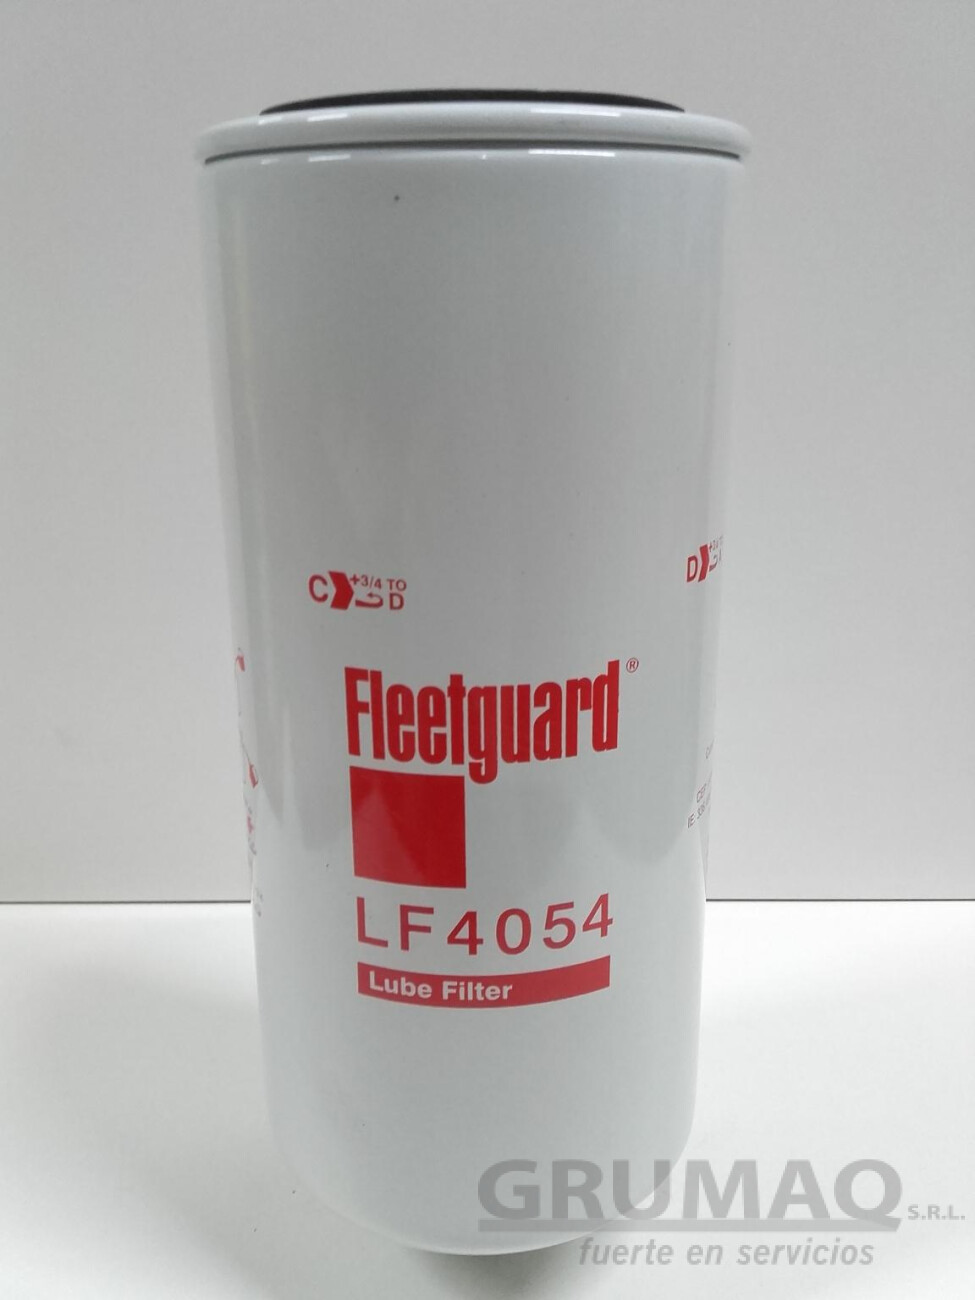 C +3/4 TO D
D
Fleetguard®
LF4054
Lube Filter
GRUMAQ S.R.L.
fuerte en servicios